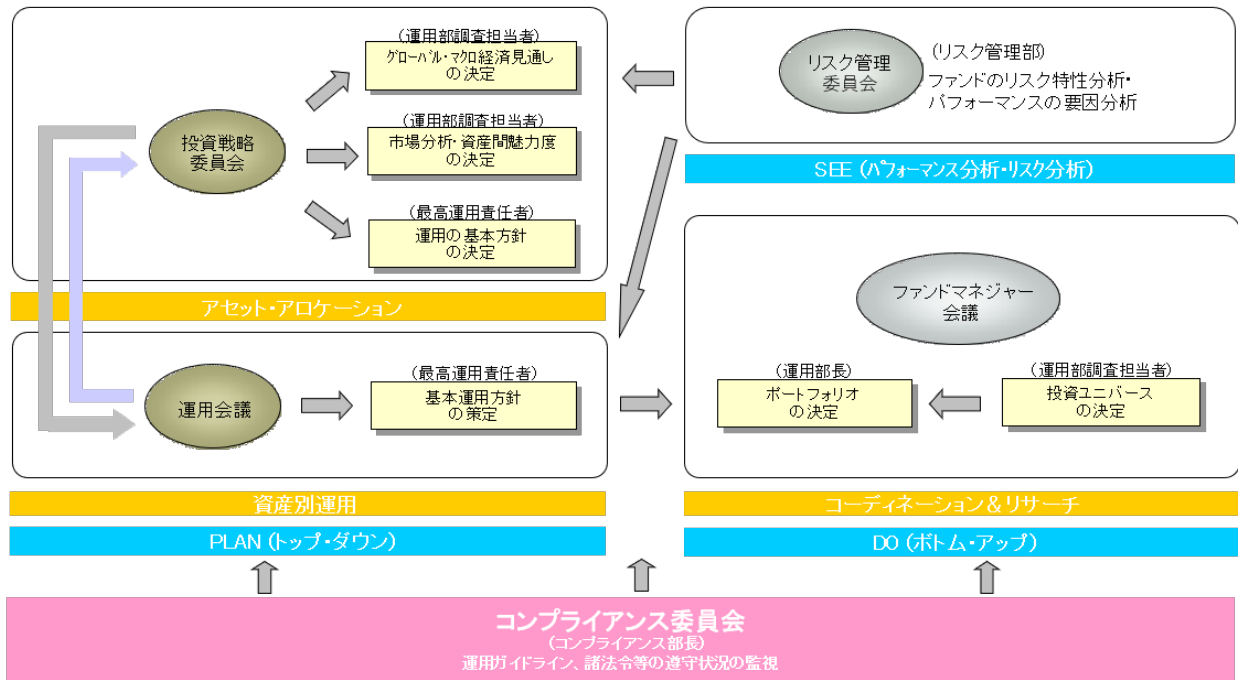 (運用部調査担当者)
グローバル・マクロ経済見通し
の決定
投資戦略
委員会
(運用部調査担当者)
市場分析・資産間魅力度
の決定
(最高運用責任者)
運用の基本方針
の決定
アセット・アロケーション
運用会議
(最高運用責任者)
基本運用方針
の策定
資産別運用
PLAN (トップ・ダウン)
リスク管理
委員会
(リスク管理部)
ファンドのリスク特性分析・
パフォーマンスの要因分析
SEE (パフォーマンス分析・リスク分析)
ファンドマネジャー
会議
(運用部長)
ポートフォリオ
の決定
(運用部調査担当者)
投資ユニバース
の決定
コーディネーション＆リサーチ
DO (ボトム・アップ)
コンプライアンス委員会
(コンプライアンス部長)
運用ガイドライン、諸法令等の遵守状況の監視